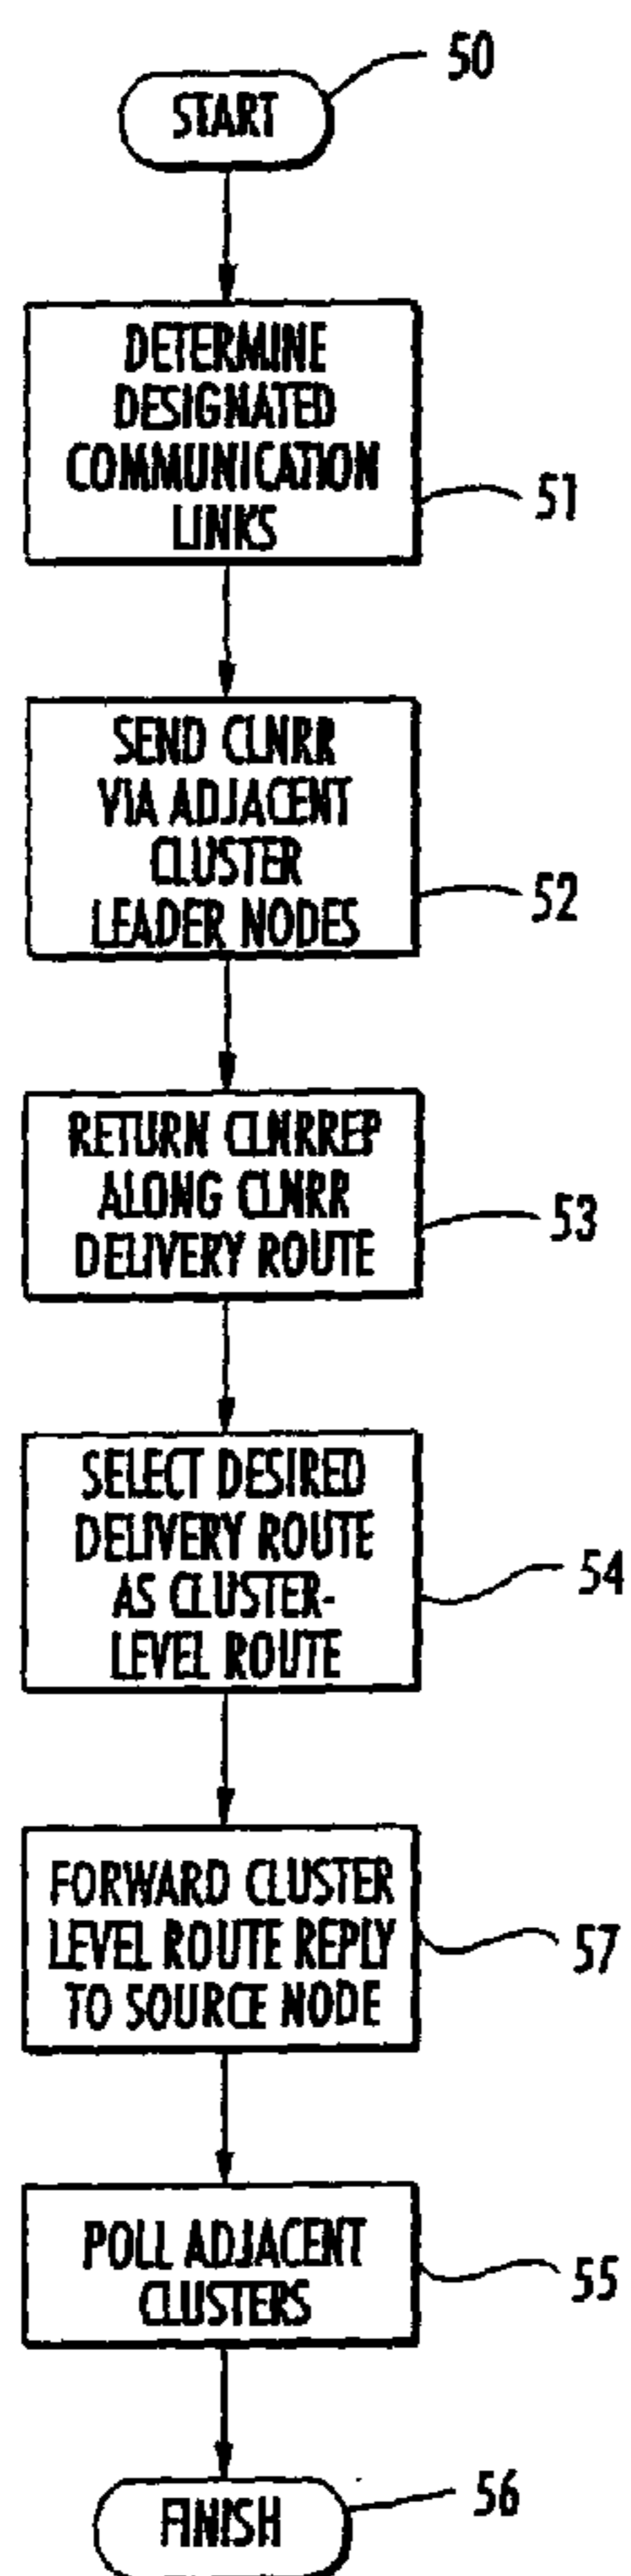 START
50
DETERMINE
DESIGNATED
COMMUNICATION
LINKS
51
SEND CLNRR
VIA ADJACENT
CLUSTER
LEADER NODES
52
RETURN CLNRREP
ALONG CLNRR
DELIVERY ROUTE
53
SELECT DESIRED
DELIVERY ROUTE
AS CLUSTER-
LEVEL ROUTE
54
FORWARD CLUSTER
LEVEL ROUTE REPLY
TO SOURCE NODE
57
POLL ADJACENT
CLUSTERS
55
FINISH
56